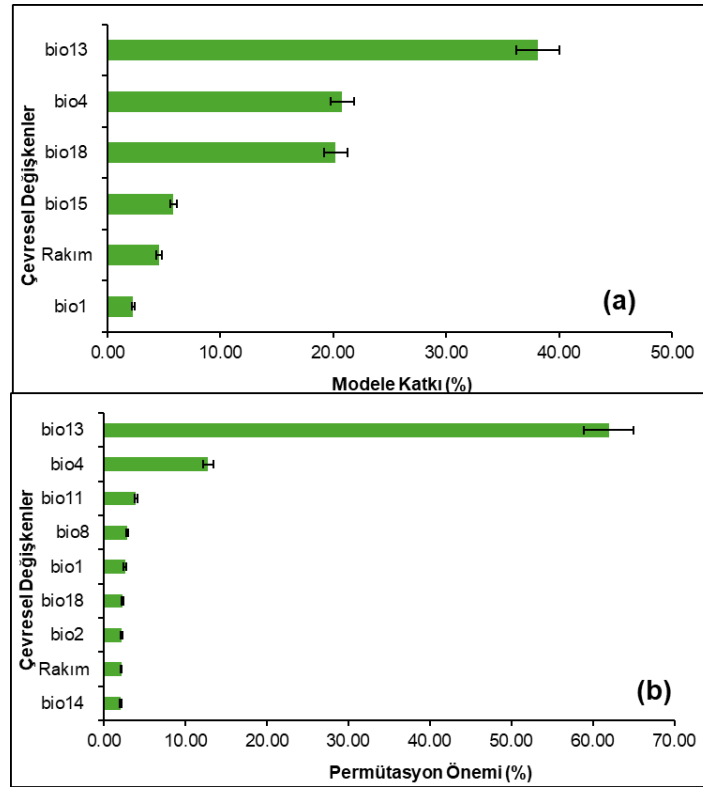 Çevresel Değişkenler
bio13
bio4
bio18
bio15
Rakım
bio1
(a)
0.00 10.00 20.00 30.00 40.00 50.00
Modele Katkı (%)
Çevresel Değişkenler
bio13
bio4
bio11
bio8
bio1
bio18
bio2
Rakım
bio14
(b)
0.00 10.00 20.00 30.00 40.00 50.00 60.00 70.00
Permütasyon Önemi (%)